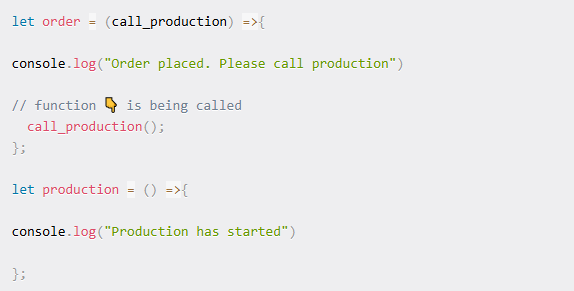 let order = (call_production) =>{
console.log("Order placed. Please call production")
// function 👇 is being called
call_production();
};
let production = () =>{
console.log("Production has started")
};